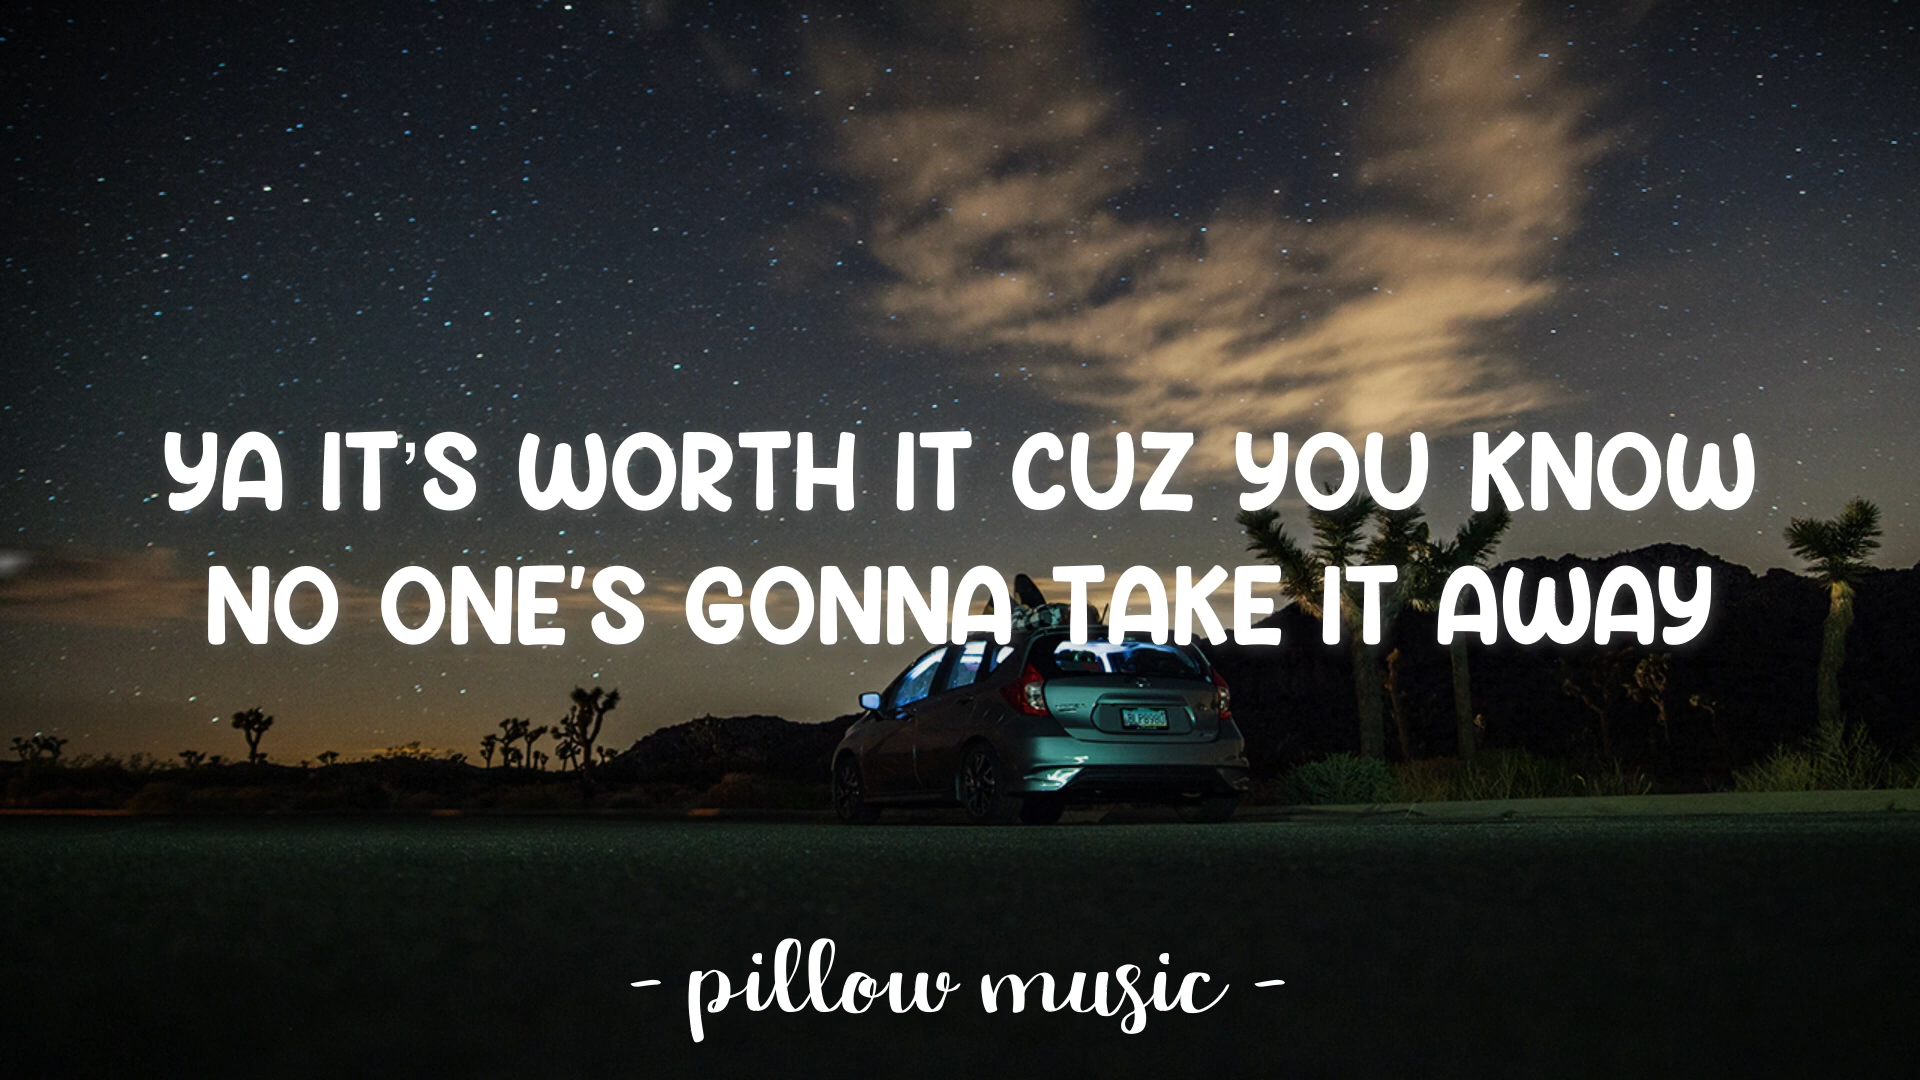 YA IT'S WORTH IT CUZ YOU KNOW
NO ONE'S GONNA TAKE IT AWAY
- pillow music -